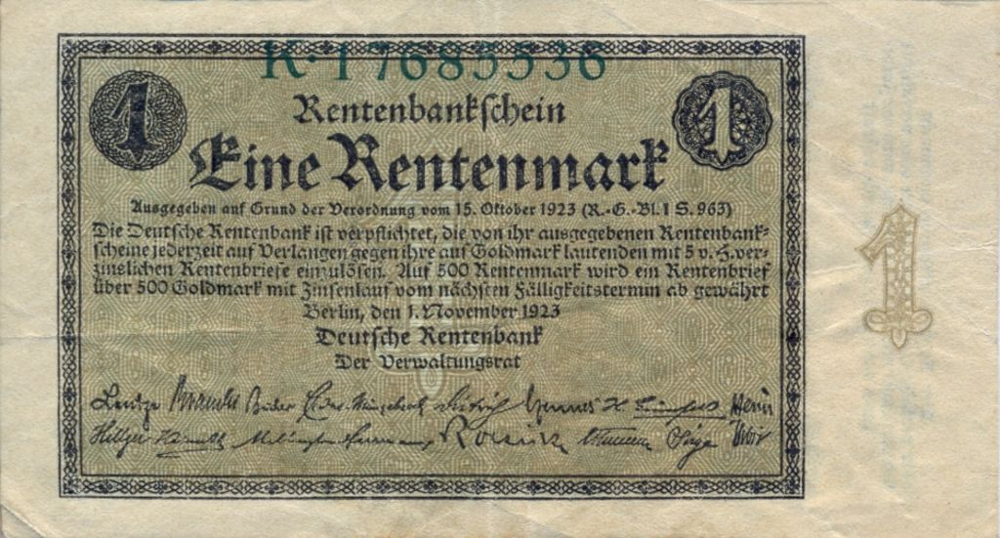 K·17685536
1
Rentenbankschein
1
Eine Rentenmark
Ausgegeben auf Grund der Verordnung vom 15. Oktober 1923 (R.-G.-Bl. I S. 963)
Die Deutsche Rentenbank ist verpflichtet, die von ihr ausgegebenen Rentenbank-
scheine jederzeit auf Verlangen gegen ihre auf Goldmark lautenden mit 5 v. H. ver-
zinslichen Rentenbriefe einzulösen. Auf 500 Rentenmark wird ein Rentenbrief
über 500 Goldmark mit Zinsenlauf vom nächsten Fälligkeitstermin ab gewährt
Berlin, den 1. November 1923
1
Deutsche Rentenbank
Der Verwaltungsrat